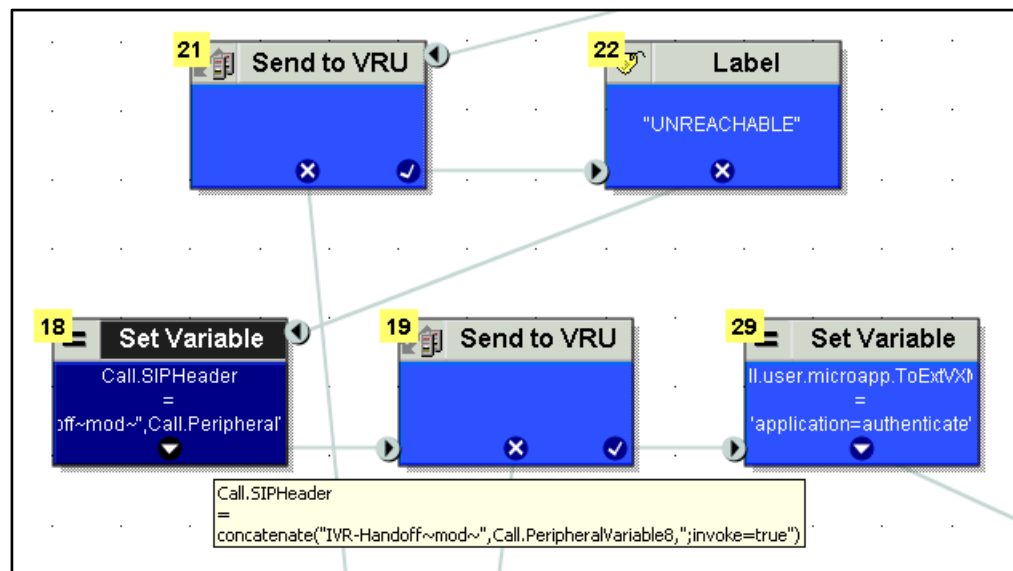 21
Send to VRU
22
Label
"UNREACHABLE"
18
Set Variable
Call.SIPHeader
=
off~mod~",Call.Peripheral'
19
Send to VRU
29
Set Variable
ll.user.microapp.ToExtVX
=
'application=authenticate'
Call.SIPHeader
=
concatenate("IVR-Handoff~mod~",Call.PeripheralVariable8,";invoke=true")